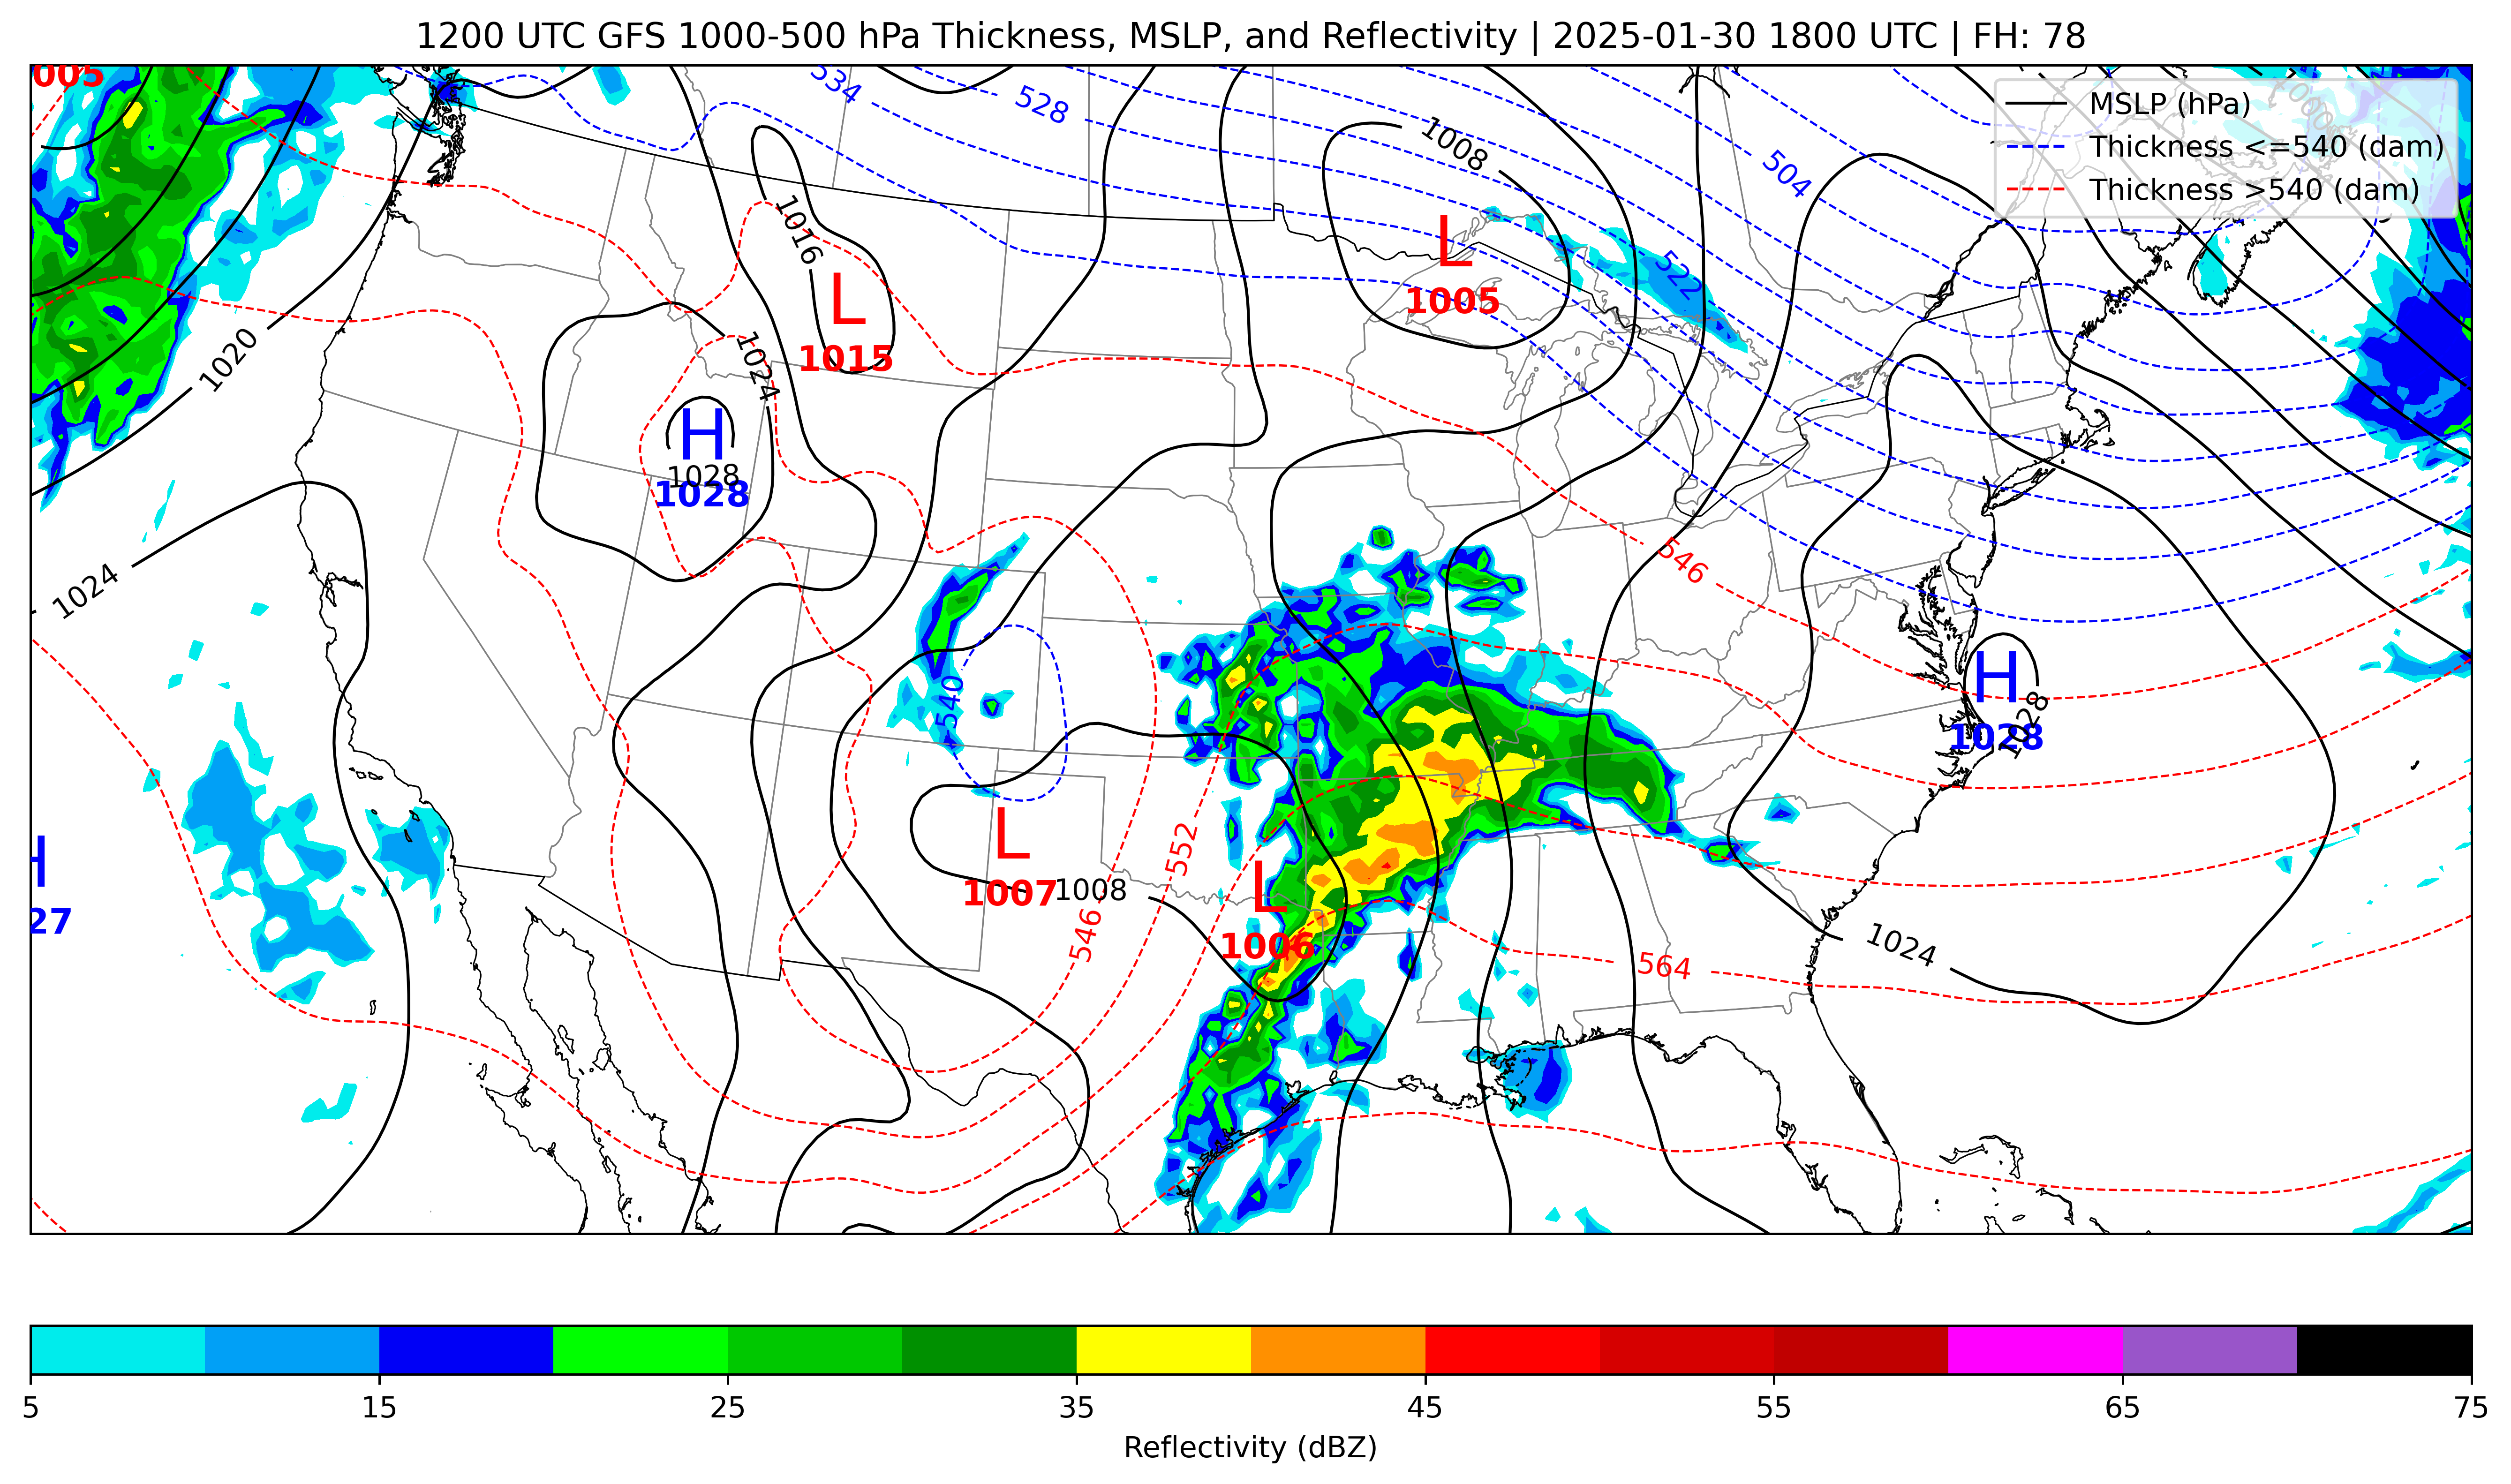 1200 UTC GFS 1000-500 hPa Thickness, MSLP, and Reflectivity | 2025-01-30 1800 UTC | FH: 78
MSLP (hPa)
Thickness <=540 (dam)
Thickness >540 (dam)
005
534
528
1008
504
1000
1016
L
1005
522
L
1015
1020
1024
H
1028
1028
546
1024
540
H
1028
1028
L
1007
1008
552
546
L
1006
H
27
1024
564
5
15
25
35
45
55
65
75
Reflectivity (dBZ)